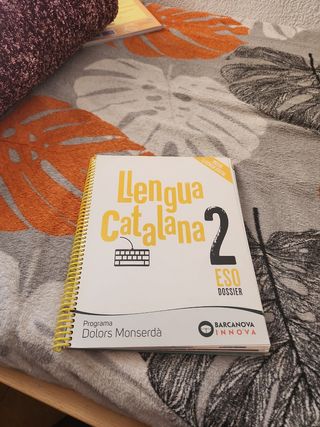 Llengua
Catalana
2
ESO
DOSSIER
Programa
Dolors Monserdà
BARCANOVA
INNOVA